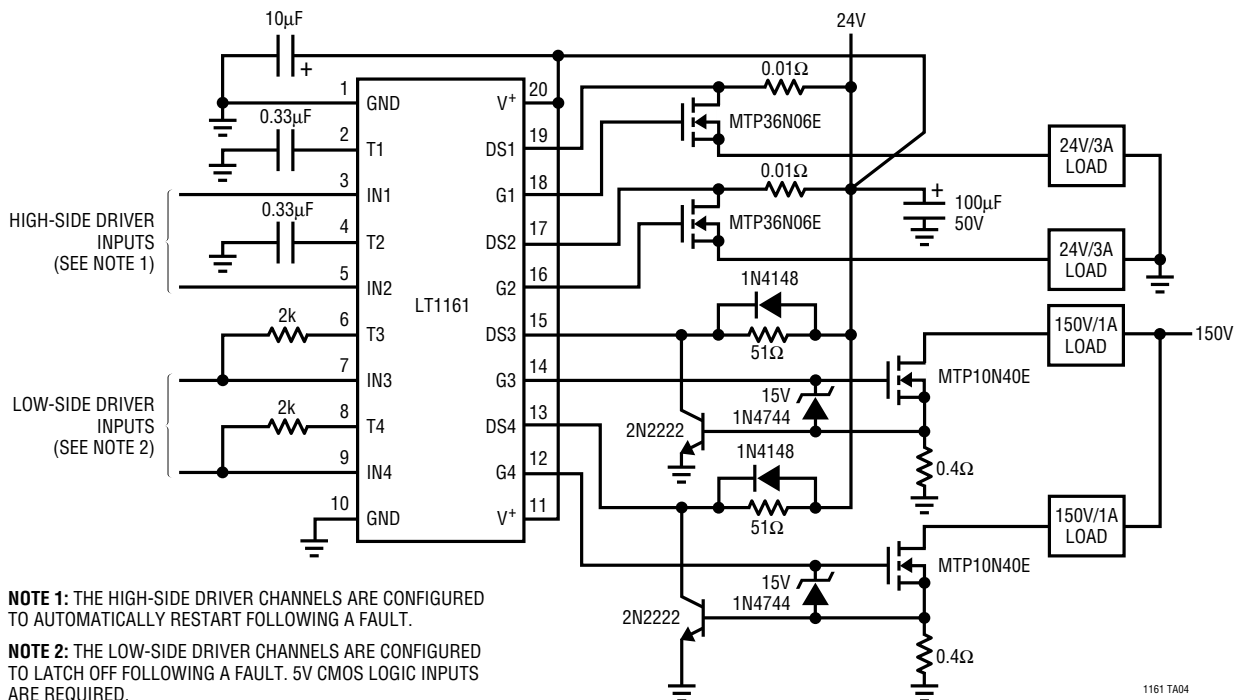 10µF
+
24V
0.01Ω
MTP36N06E
0.01Ω
MTP36N06E
+
100µF
50V
24V/3A
LOAD
24V/3A
LOAD
0.33µF
0.33µF
HIGH-SIDE DRIVER
INPUTS
(SEE NOTE 1)
LOW-SIDE DRIVER
INPUTS
(SEE NOTE 2)
2k
2k
1 GND
2 T1
3 IN1
4 T2
5 IN2
6 T3
7 IN3
8 T4
9 IN4
10 GND
LT1161
V+ 20
DS1 19
G1 18
DS2 17
G2 16
DS3 15
G3 14
DS4 13
G4 12
V+ 11
1N4148
51Ω
15V
1N4744
2N2222
MTP10N40E
0.4Ω
150V/1A
LOAD
150V
1N4148
51Ω
15V
1N4744
2N2222
MTP10N40E
0.4Ω
150V/1A
LOAD
NOTE 1: THE HIGH-SIDE DRIVER CHANNELS ARE CONFIGURED
TO AUTOMATICALLY RESTART FOLLOWING A FAULT.
NOTE 2: THE LOW-SIDE DRIVER CHANNELS ARE CONFIGURED
TO LATCH OFF FOLLOWING A FAULT. 5V CMOS LOGIC INPUTS
ARE REQUIRED.
1161 TA04